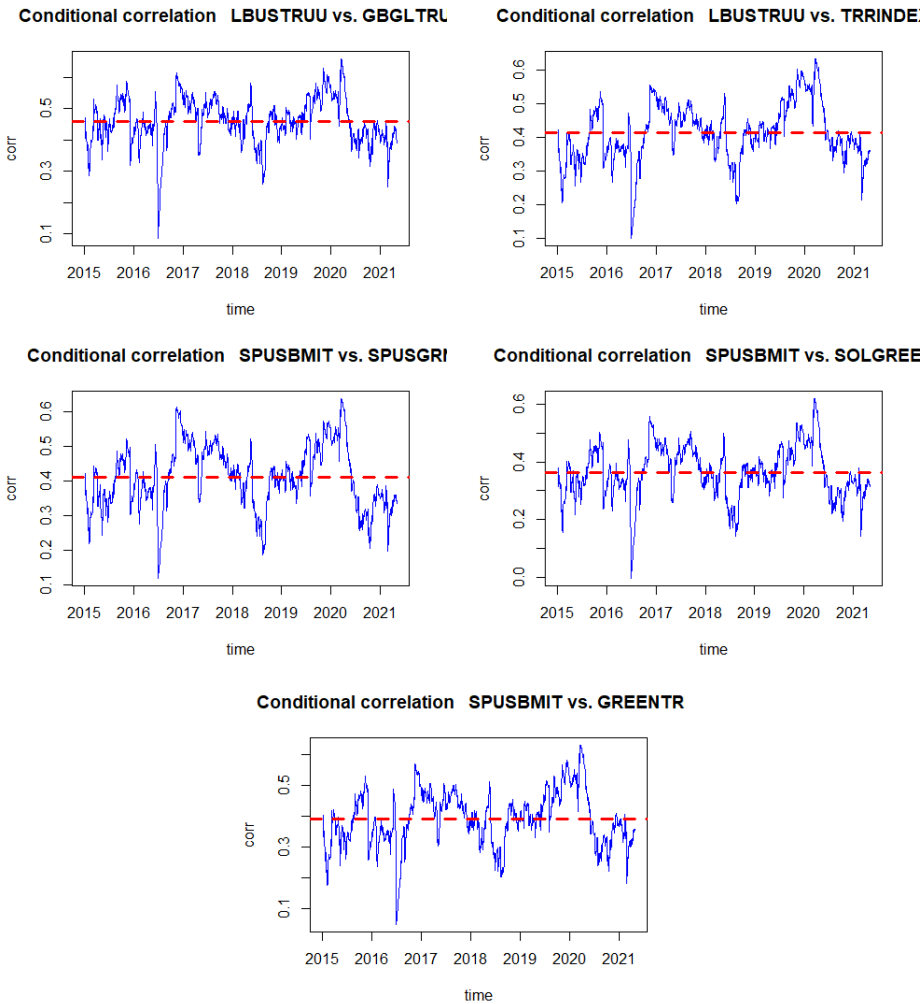 Conditional correlation LBUSTRUU vs. GBGLTRU
corr
0.1 0.3 0.5
2015 2016 2017 2018 2019 2020 2021
time
Conditional correlation LBUSTRUU vs. TRRINDEX
corr
0.1 0.2 0.3 0.4 0.5 0.6
2015 2016 2017 2018 2019 2020 2021
time
Conditional correlation SPUSBMIT vs. SPUSGRN
corr
0.1 0.2 0.3 0.4 0.5 0.6
2015 2016 2017 2018 2019 2020 2021
time
Conditional correlation SPUSBMIT vs. SOLGREE
corr
0.0 0.2 0.4 0.6
2015 2016 2017 2018 2019 2020 2021
time
Conditional correlation SPUSBMIT vs. GREENTR
corr
0.1 0.3 0.5
2015 2016 2017 2018 2019 2020 2021
time